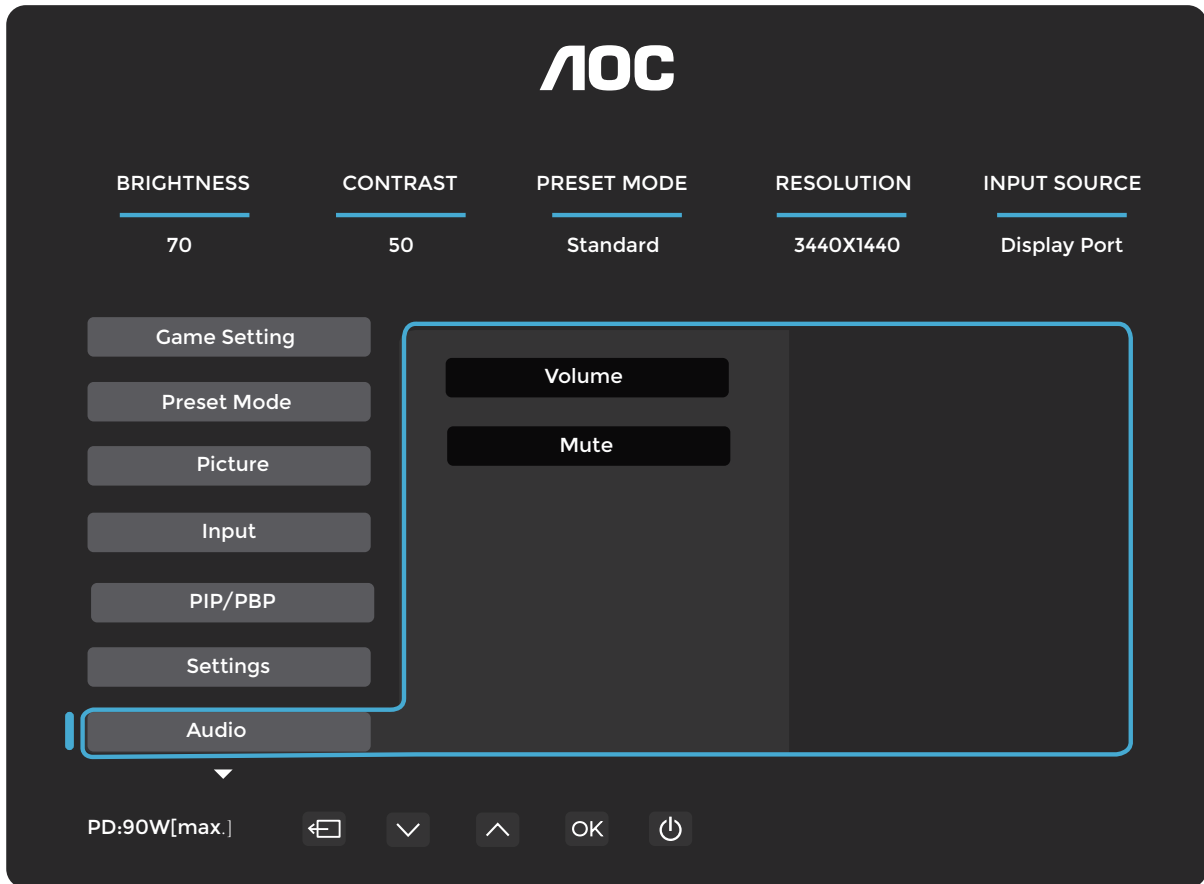 AOC
BRIGHTNESS CONTRAST PRESET MODE RESOLUTION INPUT SOURCE
70 50 Standard 3440X1440 Display Port
Game Setting
Volume
Preset Mode
Mute
Picture
Input
PIP/PBP
Settings
Audio
PD:90W[max.] OK